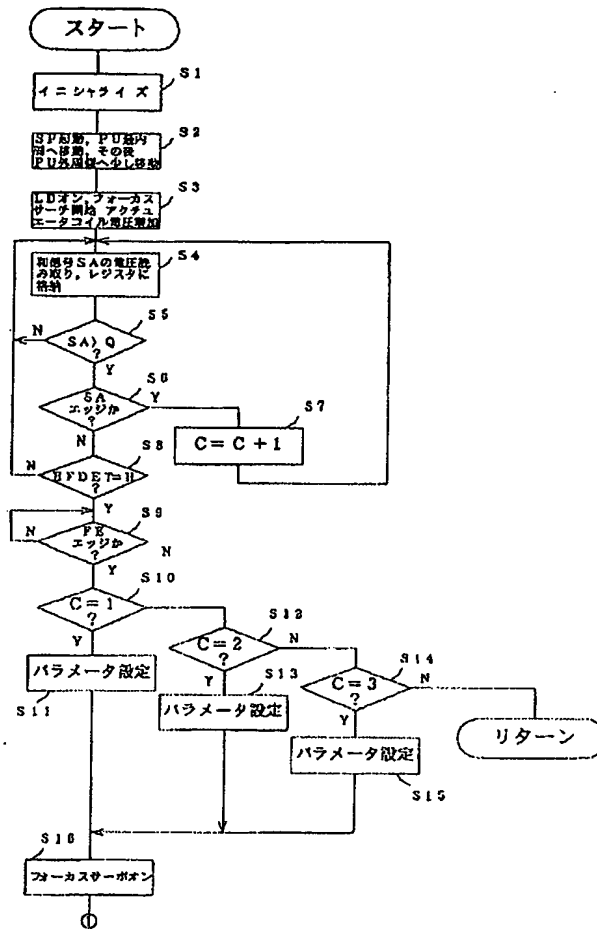 スタート
S1
イニシャライズ
S2
SP起動，PU最内
周へ移動，その後
PU外周側へ少し移動
S3
LDオン，フォーカス
サーチ開始 アクチュ
エータコイル電圧増加
S4
和信号SAの電圧読
み取り，レジスタに
格納
S5
N
SA＞Q
?
Y
S6
SA
エッジか
?
Y
S7
C＝C＋1
N
S8
N
＝H
?
Y
S9
FE
エッジか
?
N
N
Y
S10
C＝1
?
S12
C＝2
?
N
S14
C＝3
?
N
Y
パラメータ設定
S11
Y
S13
パラメータ設定
Y
パラメータ設定
S15
リターン
S16
フォーカスサーボオン
①